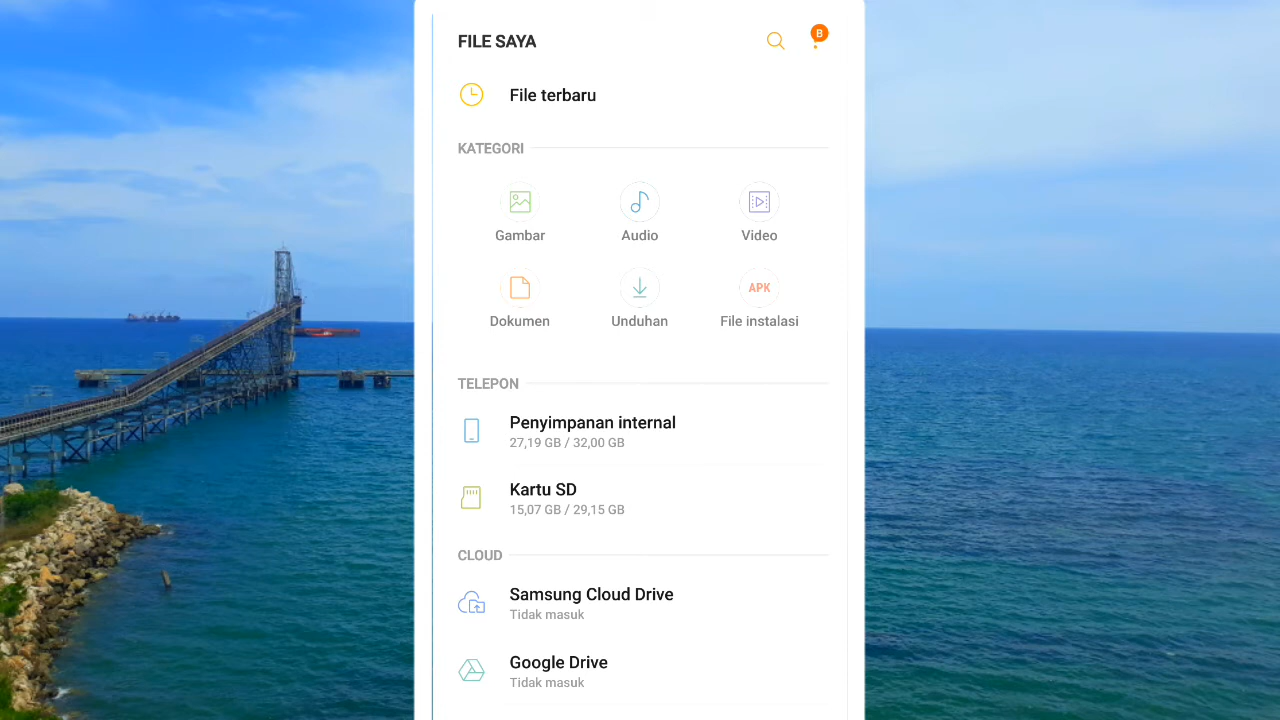 FILE SAYA
B
File terbaru
KATEGORI
Gambar
Audio
Video
Dokumen
Unduhan
APK
File instalasi
TELEPON
Penyimpanan internal
27,19 GB / 32,00 GB
Kartu SD
15,07 GB / 29,15 GB
CLOUD
Samsung Cloud Drive
Tidak masuk
Google Drive
Tidak masuk